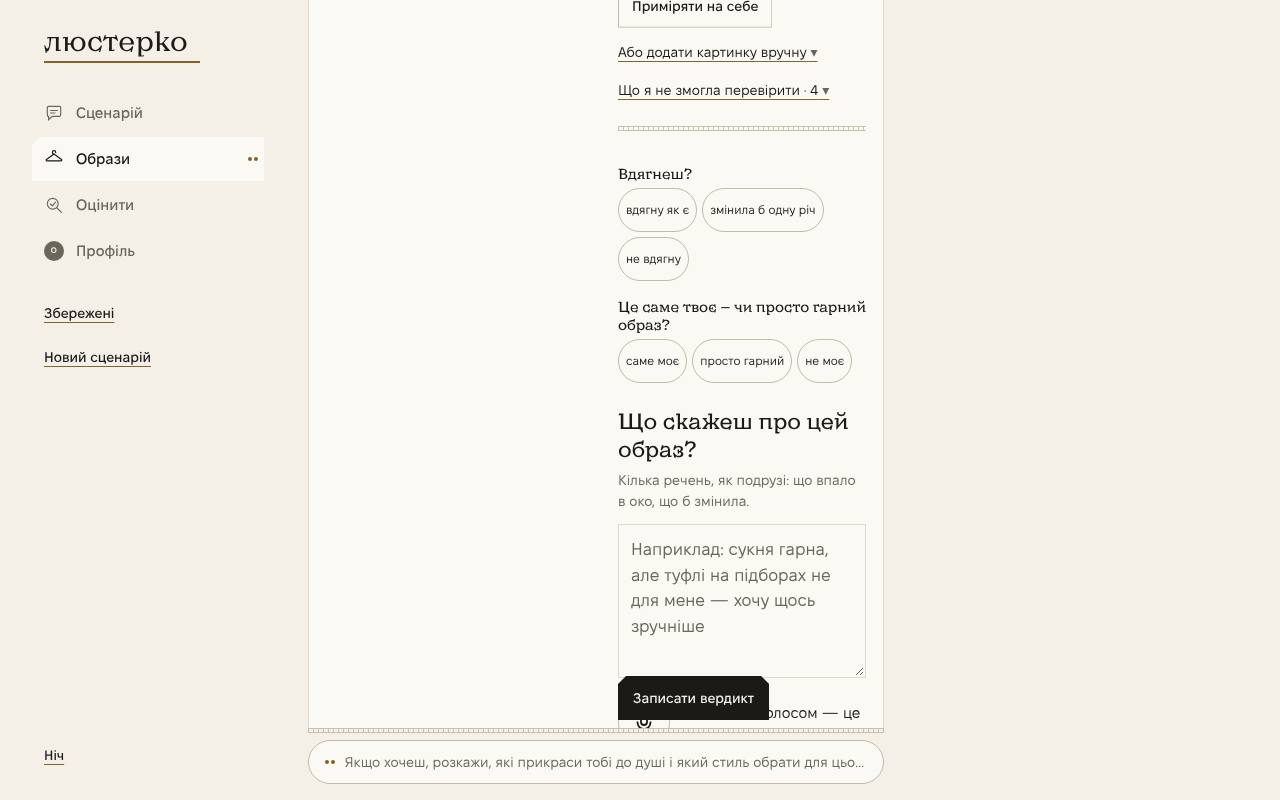 люстерко
Сценарій
Образи
Оцінити
Профіль
Збережені
Новий сценарій
Ніч
Приміряти на себе
Або додати картинку вручну ▾
Що я не змогла перевірити · 4 ▾
Вдягнеш?
вдягну як є
змінила б одну річ
не вдягну
Це саме твоє – чи просто гарний
образ?
саме моє
просто гарний
не моє
Що скажеш про цей
образ?
Кілька речень, як подрузі: що впало
в око, що б змінила.
Наприклад: сукня гарна,
але туфлі на підборах не
для мене — хочу щось
зручніше
Записати вердикт
— це
Якщо хочеш, розкажи, які прикраси тобі до душі і який стиль обрати для цьо...